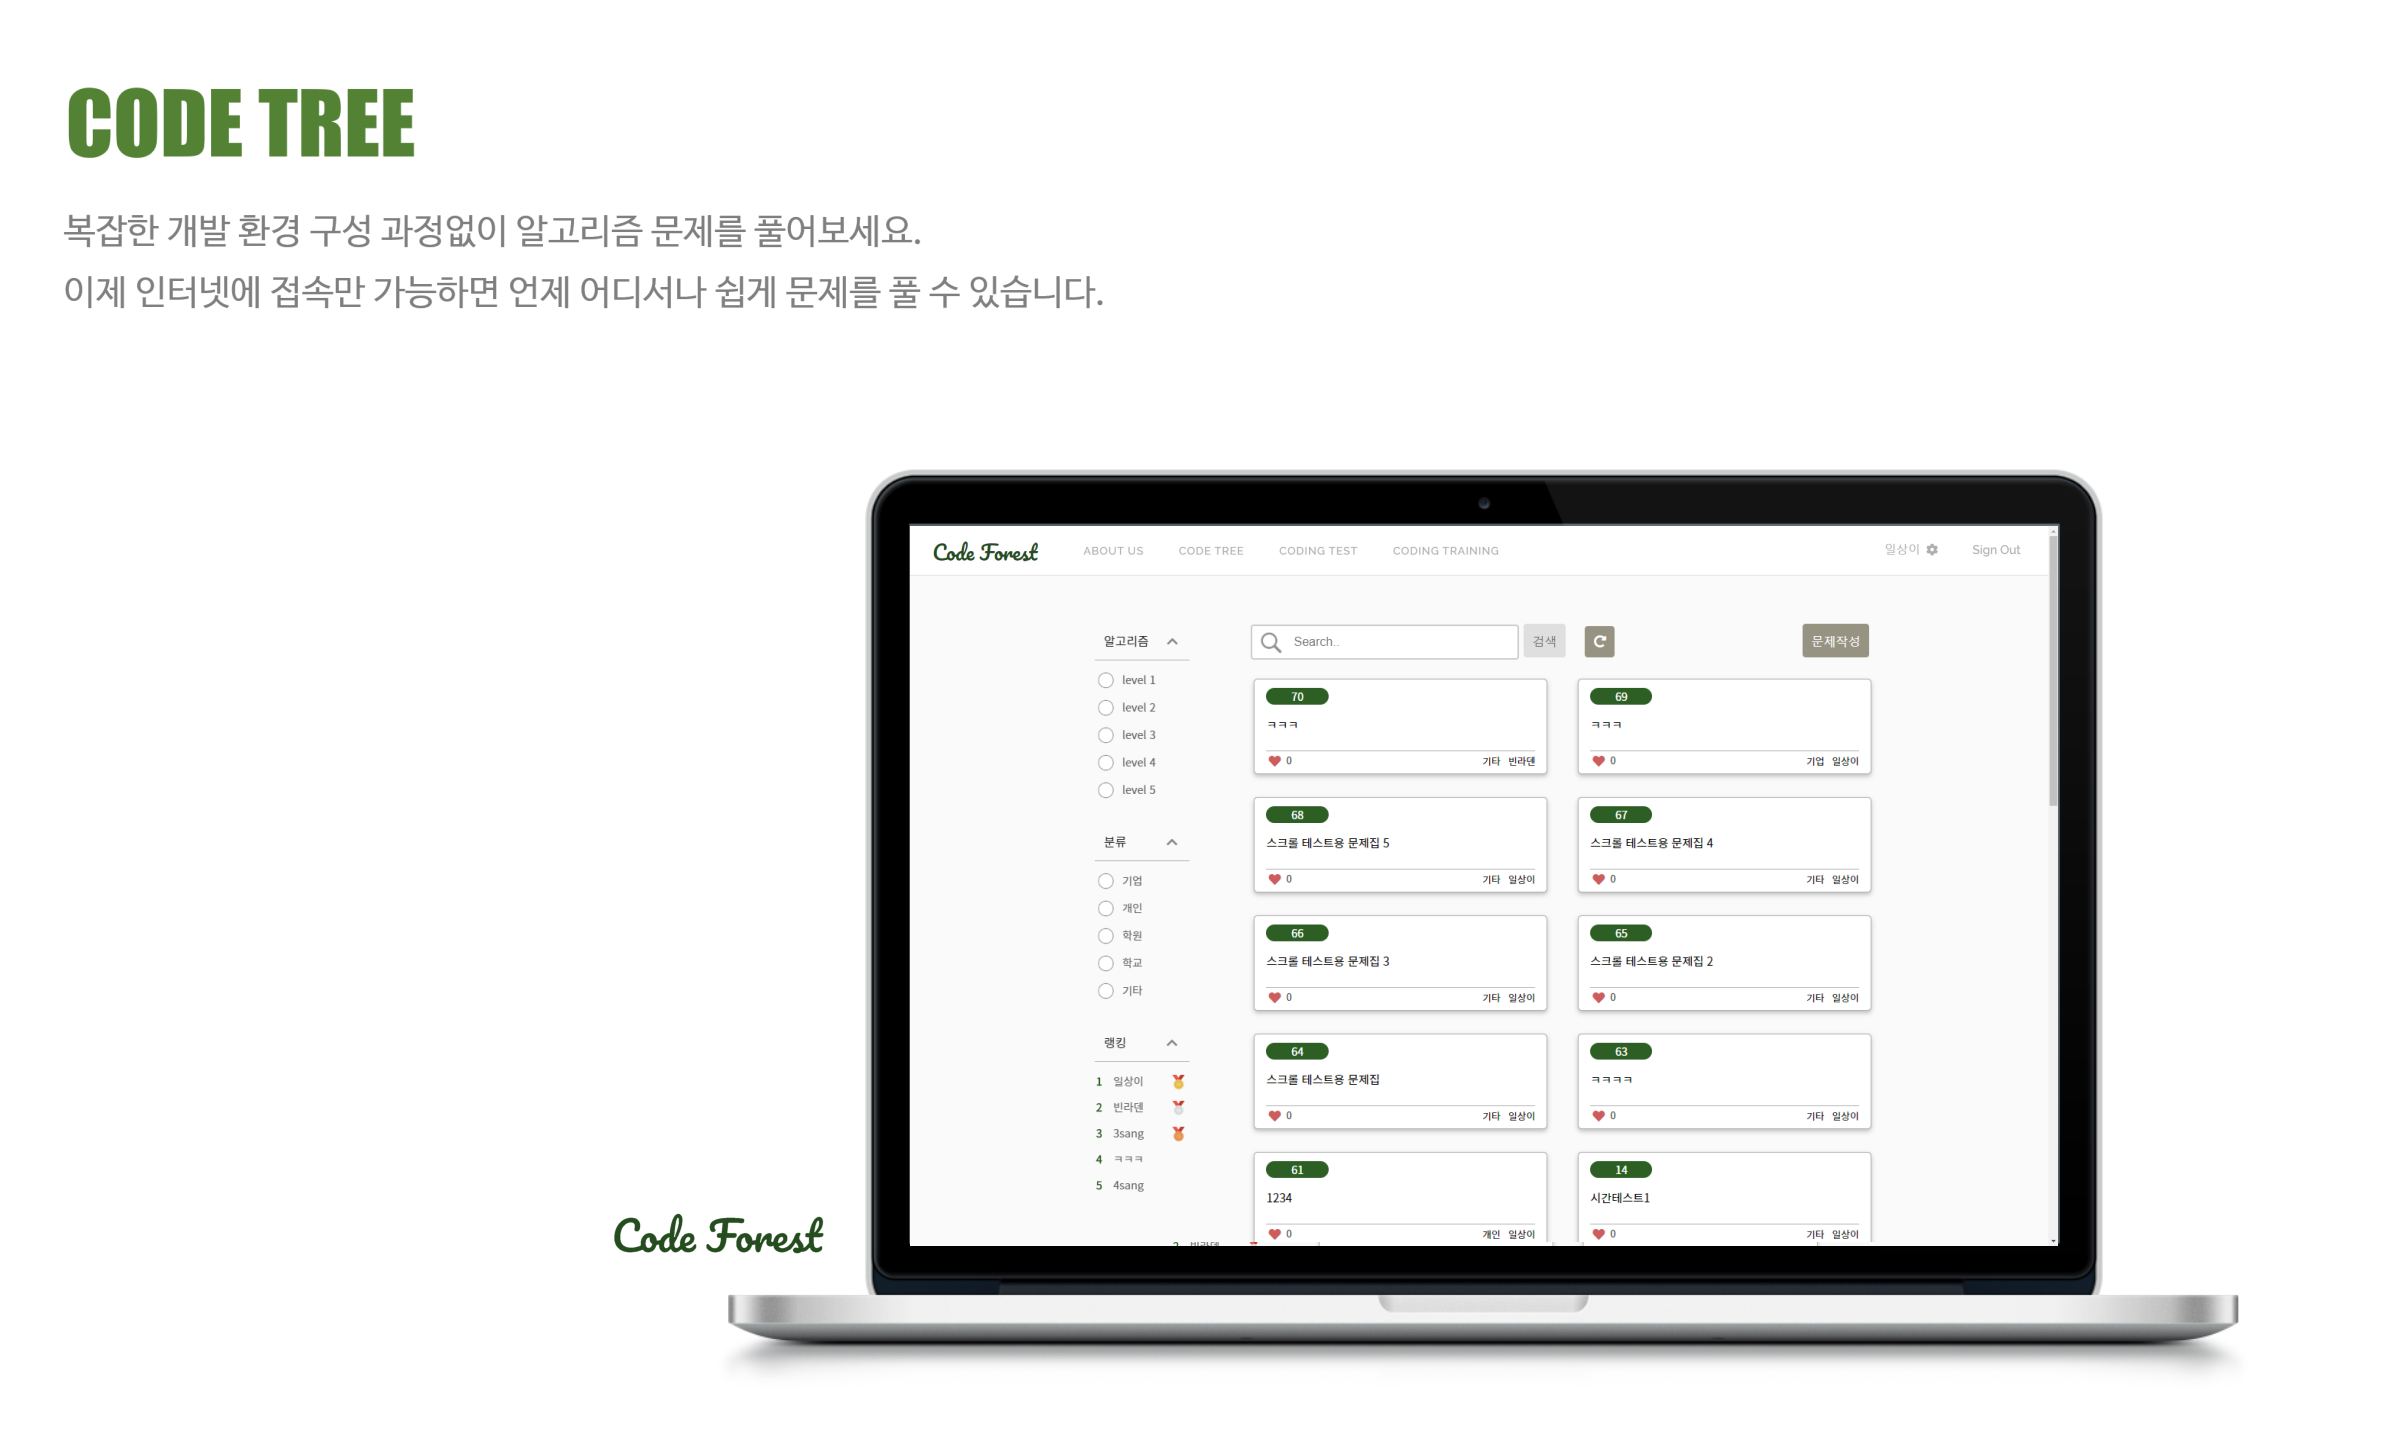 CODE TREE
복잡한 개발 환경 구성 과정없이 알고리즘 문제를 풀어보세요.
이제 인터넷에 접속만 가능하면 언제 어디서나 쉽게 문제를 풀 수 있습니다.
Code Forest ABOUT US CODE TREE CODING TEST CODING TRAINING 일상이 Sign Out
알고리즘
level 1
level 2
level 3
level 4
level 5
분류
기업
개인
학원
학교
기타
랭킹
1 일상이
2 빈라덴
3 3sang
4 ㅋㅋㅋ
5 4sang
Search.. 검색 문제작성
70
ㅋㅋㅋ
0 기타 빈라덴
69
ㅋㅋㅋ
0 기업 일상이
68
스크롤 테스트용 문제집 5
0 기타 일상이
67
스크롤 테스트용 문제집 4
0 기타 일상이
66
스크롤 테스트용 문제집 3
0 기타 일상이
65
스크롤 테스트용 문제집 2
0 기타 일상이
64
스크롤 테스트용 문제집
0 기타 일상이
63
ㅋㅋㅋㅋ
0 기타 일상이
61
1234
0 개인 일상이
14
시간테스트1
0 기타 일상이
Code Forest